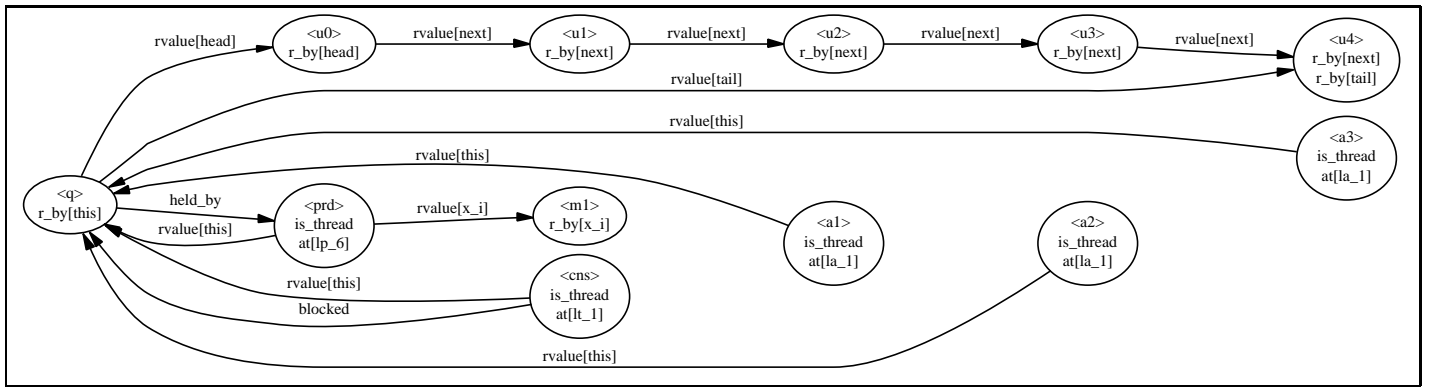 <u0>
r_by[head]
<u1>
r_by[next]
<u2>
r_by[next]
<u3>
r_by[next]
<u4>
r_by[next]
r_by[tail]
rvalue[head]
rvalue[next]
rvalue[next]
rvalue[next]
rvalue[next]
rvalue[tail]
rvalue[this]
<a3>
is_thread
at[la_1]
rvalue[this]
<q>
r_by[this]
held_by
rvalue[this]
<prd>
is_thread
at[lp_6]
rvalue[x_i]
<m1>
r_by[x_i]
<a1>
is_thread
at[la_1]
<a2>
is_thread
at[la_1]
rvalue[this]
blocked
<cns>
is_thread
at[lt_1]
rvalue[this]